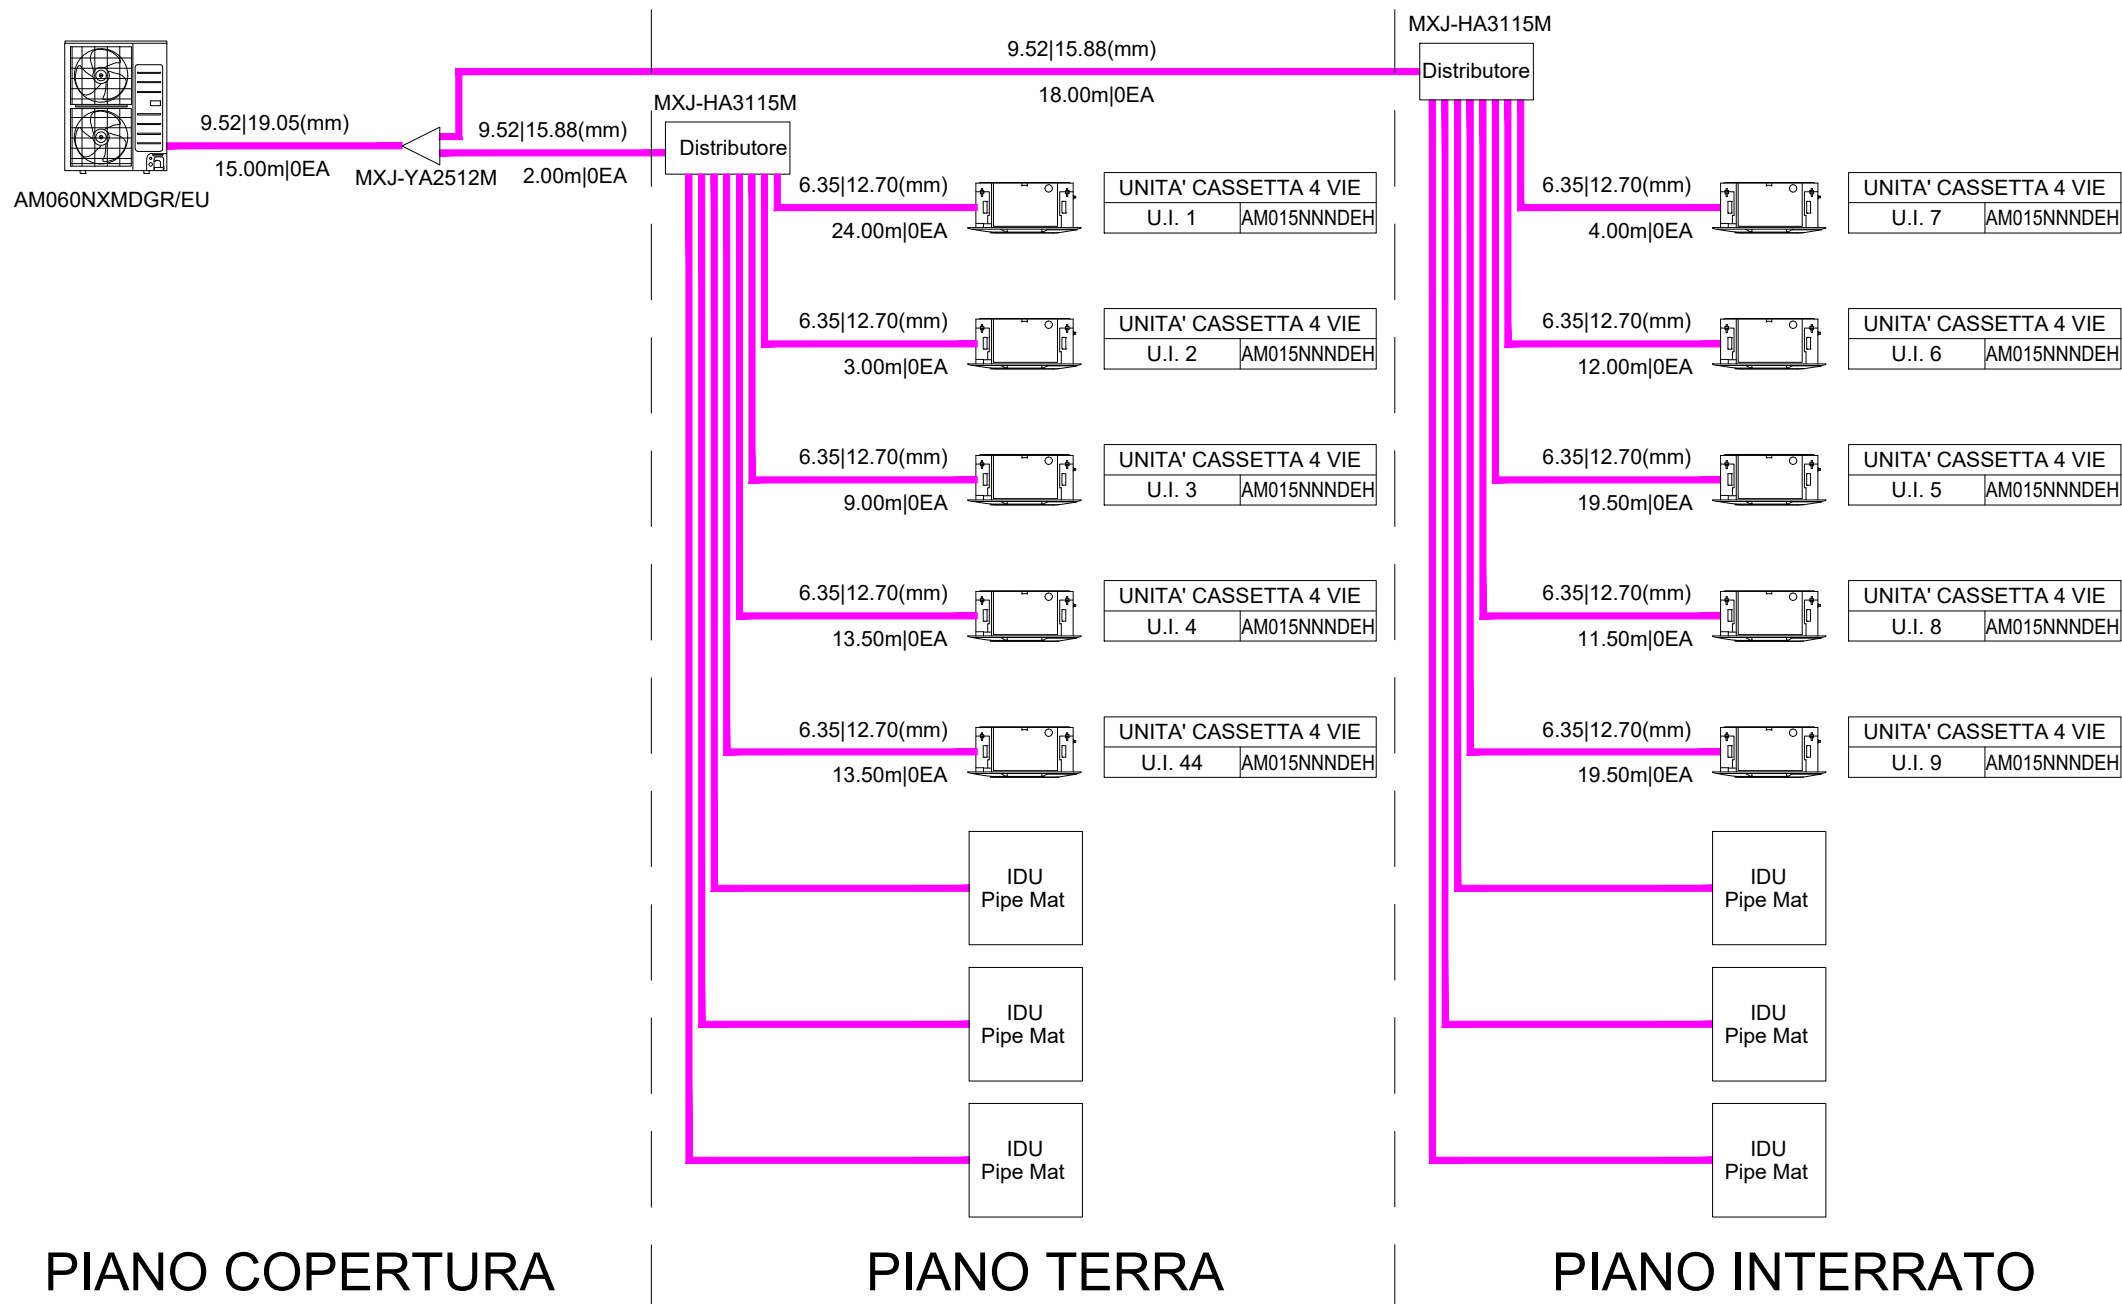 MXJ-HA3115M
9.52|15.88(mm)
Distributore
18.00m|0EA
MXJ-HA3115M
9.52|19.05(mm)
9.52|15.88(mm)
Distributore
15.00m|0EA
MXJ-YA2512M
2.00m|0EA
AM060NXMDGR/EU
6.35|12.70(mm)
24.00m|0EA
UNITA' CASSETTA 4 VIE
U.I. 1 AM015NNNDEH
6.35|12.70(mm)
3.00m|0EA
UNITA' CASSETTA 4 VIE
U.I. 2 AM015NNNDEH
6.35|12.70(mm)
9.00m|0EA
UNITA' CASSETTA 4 VIE
U.I. 3 AM015NNNDEH
6.35|12.70(mm)
13.50m|0EA
UNITA' CASSETTA 4 VIE
U.I. 4 AM015NNNDEH
6.35|12.70(mm)
13.50m|0EA
UNITA' CASSETTA 4 VIE
U.I. 44 AM015NNNDEH
IDU
Pipe Mat
IDU
Pipe Mat
IDU
Pipe Mat
6.35|12.70(mm)
4.00m|0EA
UNITA' CASSETTA 4 VIE
U.I. 7 AM015NNNDEH
6.35|12.70(mm)
12.00m|0EA
UNITA' CASSETTA 4 VIE
U.I. 6 AM015NNNDEH
6.35|12.70(mm)
19.50m|0EA
UNITA' CASSETTA 4 VIE
U.I. 5 AM015NNNDEH
6.35|12.70(mm)
11.50m|0EA
UNITA' CASSETTA 4 VIE
U.I. 8 AM015NNNDEH
6.35|12.70(mm)
19.50m|0EA
UNITA' CASSETTA 4 VIE
U.I. 9 AM015NNNDEH
IDU
Pipe Mat
IDU
Pipe Mat
IDU
Pipe Mat
PIANO COPERTURA
PIANO TERRA
PIANO INTERRATO